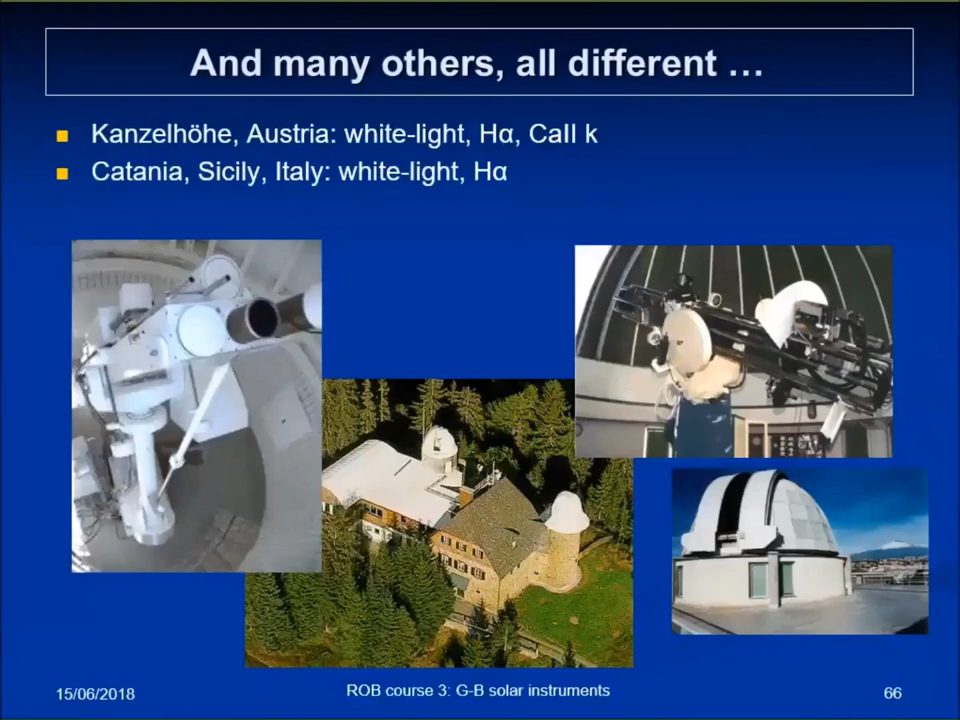 And many others, all different …
Kanzelhöhe, Austria: white-light, Hα, CaII k
Catania, Sicily, Italy: white-light, Hα
15/06/2018
ROB course 3: G-B solar instruments
66